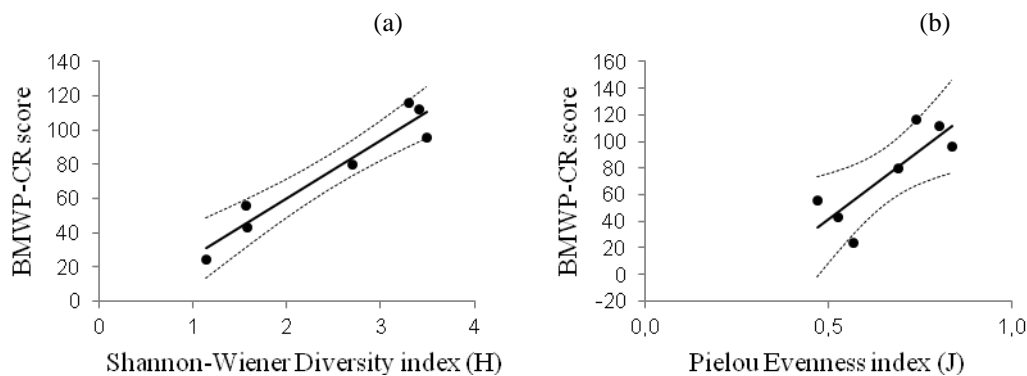 (a)
140
120
100
80
60
40
20
0
0 1 2 3 4
BMWP-CR score
Shannon-Wiener Diversity index (H)
(b)
160
140
120
100
80
60
40
20
0
-20
0,0 0,5 1,0
BMWP-CR score
Pielou Evenness index (J)